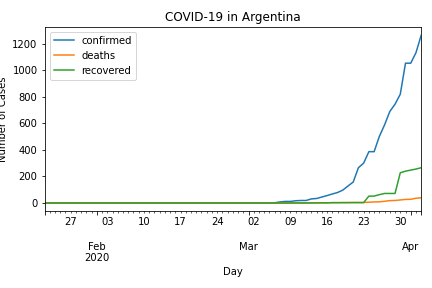 COVID-19 in Argentina
confirmed
deaths
recovered
1200
1000
800
600
400
200
0
Number of Cases
27 03 10 17 24 02 09 16 23 30
Feb Mar Apr
2020
Day